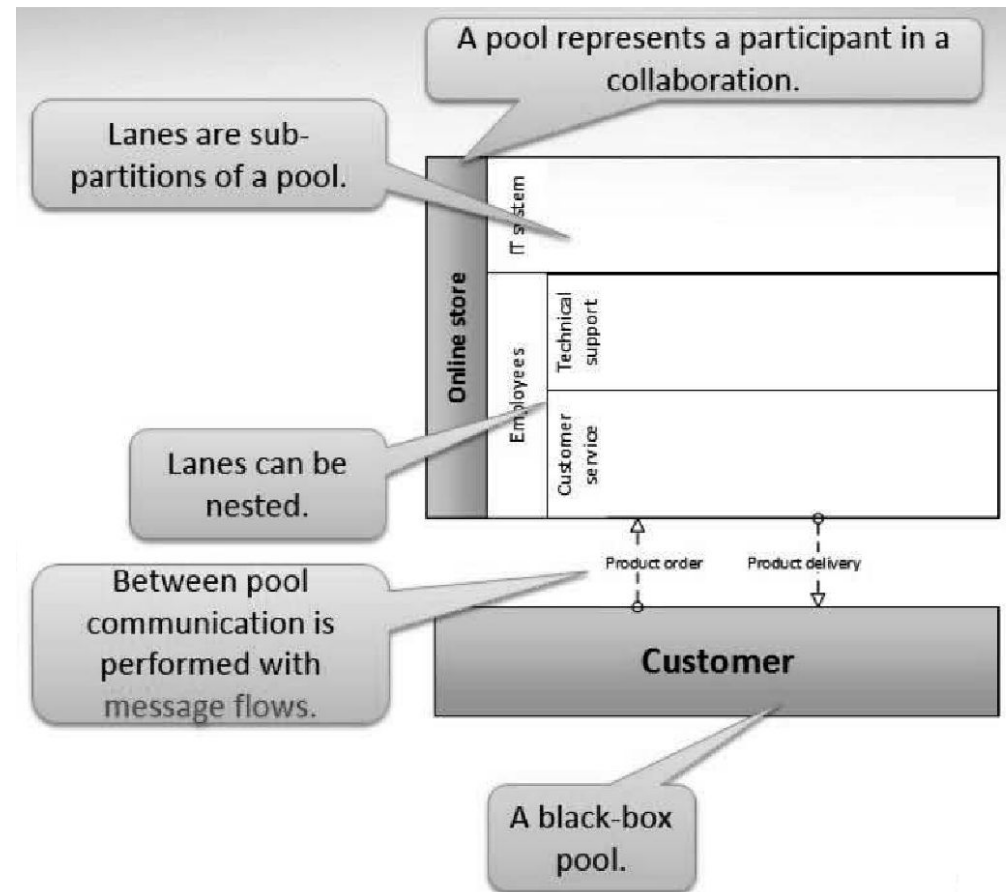 A pool represents a participant in a
collaboration.
Lanes are sub-
partitions of a pool.
IT system
Online store
Employees
Technical
support
Customer
service
Lanes can be
nested.
Product order
Product delivery
Between pool
communication is
performed with
message flows.
Customer
A black-box
pool.